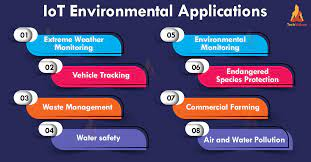 IoT Environmental Applications
TechVidvan
01
Extreme Weather
Monitoring
02
Vehicle Tracking
03
Waste Management
04
Water safety
05
Environmental
Monitoring
06
Endangered
Species Protection
07
Commercial Farming
08
Air and Water Pollution